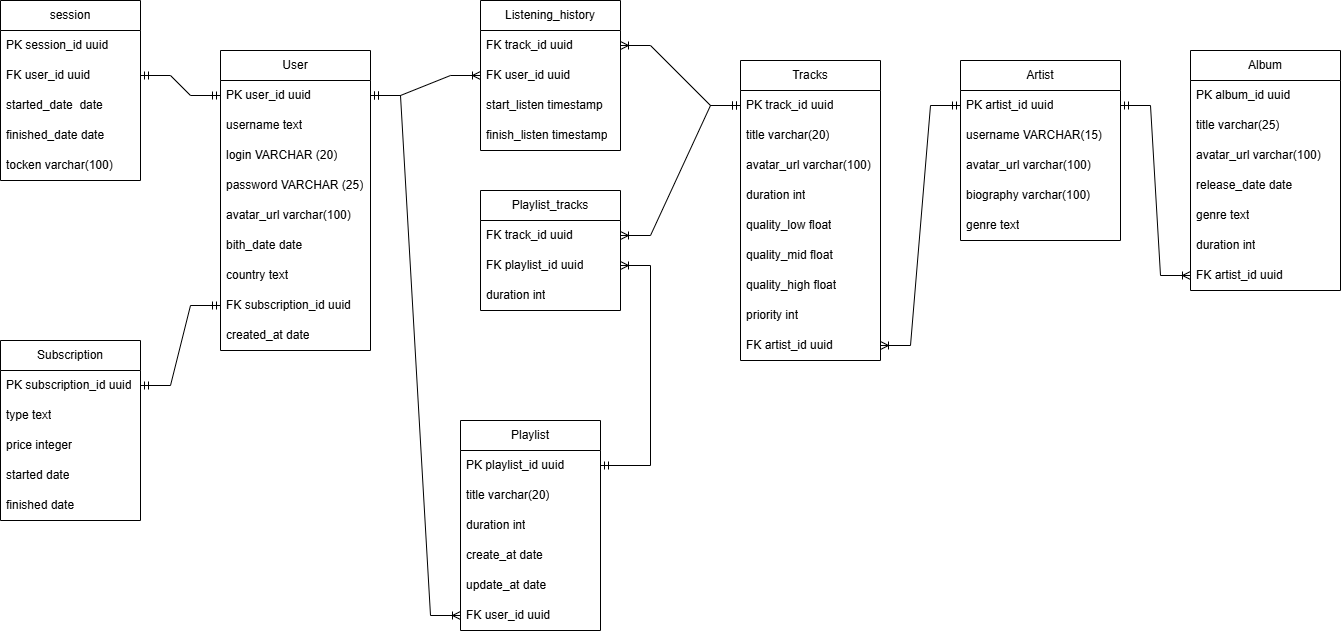 session
PK session_id uuid
FK user_id uuid
started_date  date
finished_date date
tocken varchar(100)
User
PK user_id uuid
username text
login VARCHAR (20)
password VARCHAR (25)
avatar_url varchar(100)
bith_date date
country text
FK subscription_id uuid
created_at date
Subscription
PK subscription_id uuid
type text
price integer
started date
finished date
Listening_history
FK track_id uuid
FK user_id uuid
start_listen timestamp
finish_listen timestamp
Playlist_tracks
FK track_id uuid
FK playlist_id uuid
duration int
Playlist
PK playlist_id uuid
title varchar(20)
duration int
create_at date
update_at date
FK user_id uuid
Tracks
PK track_id uuid
title varchar(20)
avatar_url varchar(100)
duration int
quality_low float
quality_mid float
quality_high float
priority int
FK artist_id uuid
Artist
PK artist_id uuid
username VARCHAR(15)
avatar_url varchar(100)
biography varchar(100)
genre text
Album
PK album_id uuid
title varchar(25)
avatar_url varchar(100)
release_date date
genre text
duration int
FK artist_id uuid